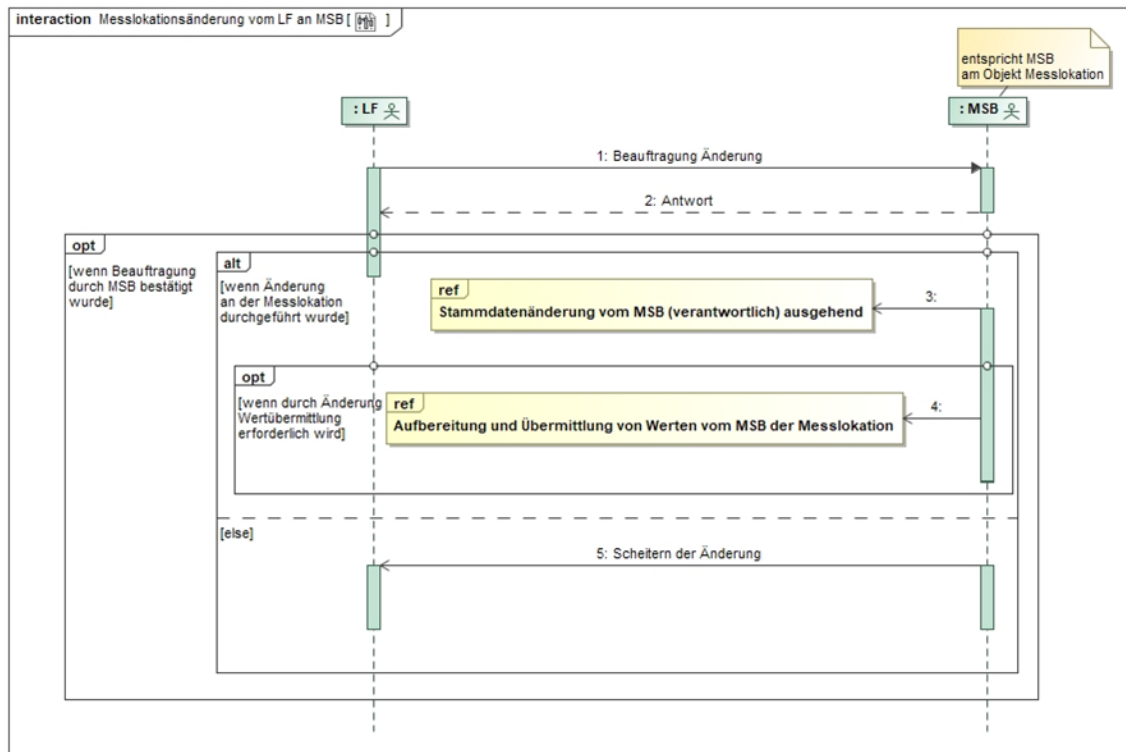 interaction Messlokationsänderung vom LF an MSB [ ]
entspricht MSB
am Objekt Messlokation
: LF
: MSB
1: Beauftragung Änderung
2: Antwort
opt
[wenn Beauftragung
durch MSB bestätigt
wurde]
alt
[wenn Änderung
an der Messlokation
durchgeführt wurde]
ref
Stammdatenänderung vom MSB (verantwortlich) ausgehend
3:
opt
[wenn durch Änderung
Wertübermittlung
erforderlich wird]
ref
Aufbereitung und Übermittlung von Werten vom MSB der Messlokation
4:
[else]
5: Scheitern der Änderung